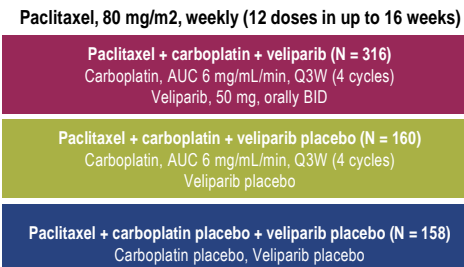 Paclitaxel, 80 mg/m2, weekly (12 doses in up to 16 weeks)
Paclitaxel + carboplatin + veliparib (N = 316)
Carboplatin, AUC 6 mg/mL/min, Q3W (4 cycles)
Veliparib, 50 mg, orally BID
Paclitaxel + carboplatin + veliparib placebo (N = 160)
Carboplatin, AUC 6 mg/mL/min, Q3W (4 cycles)
Veliparib placebo
Paclitaxel + carboplatin placebo + veliparib placebo (N = 158)
Carboplatin placebo, Veliparib placebo